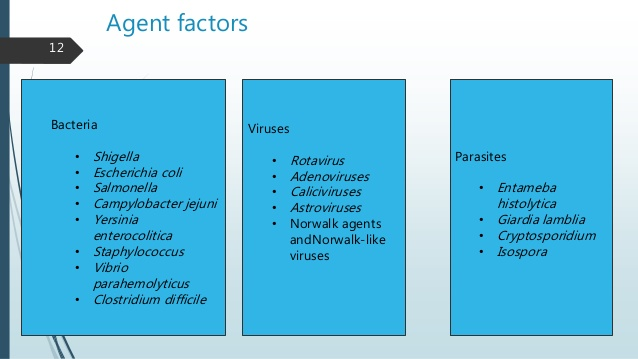 Agent factors
12
Bacteria
• Shigella
• Escherichia coli
• Salmonella
• Campylobacter jejuni
• Yersinia
enterocolitica
• Staphylococcus
• Vibrio
parahemolyticus
• Clostridium difficile
Viruses
• Rotavirus
• Adenoviruses
• Caliciviruses
• Astroviruses
• Norwalk agents
andNorwalk-like
viruses
Parasites
• Entameba
histolytica
• Giardia lamblia
• Cryptosporidium
• Isospora